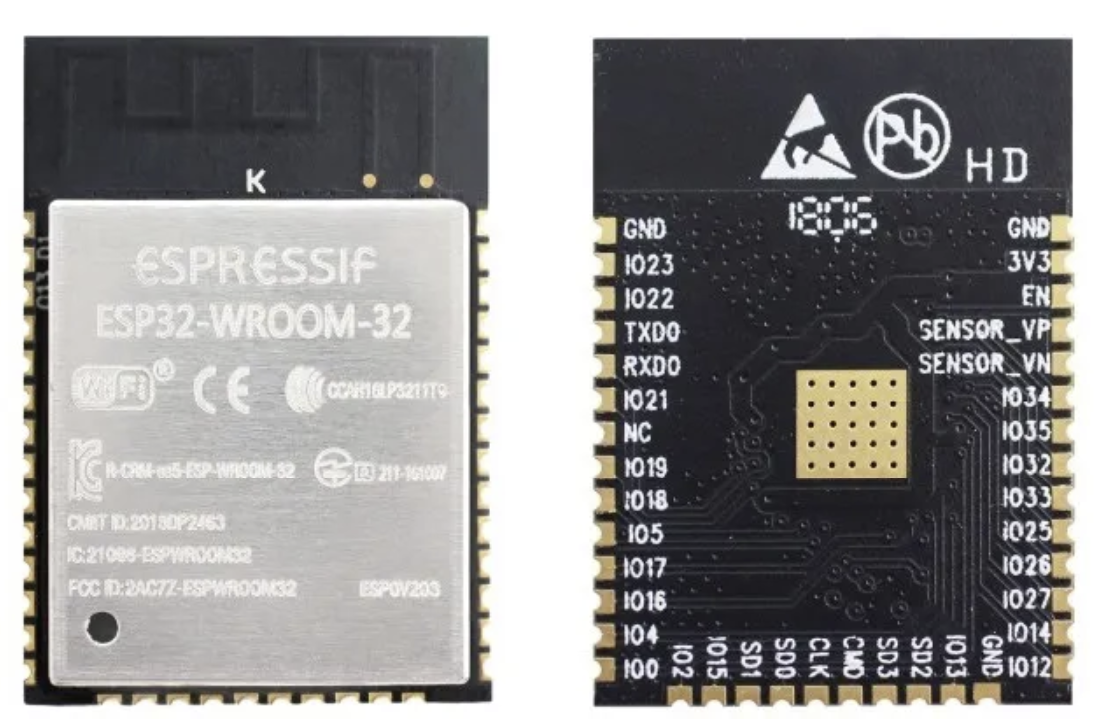 K
ESPRESSIF
ESP32-WROOM-32
WiFi ® CE CCAH16LP3211T9
R-CRM-es5-ESP-WROOM-32 R 211-161007
CMIIT ID:2016DP2463
IC:21098-ESPWROOM32
FCC ID:2AC7Z-ESPWROOM32 ESP0V203
Pb HD
1806
GND GND
IO23 3V3
IO22 EN
TXD0 SENSOR_VP
RXD0 SENSOR_VN
IO21 IO34
NC IO35
IO19 IO32
IO18 IO33
IO5 IO25
IO17 IO26
IO16 IO27
IO4 IO14
IO0 IO12
IO2 IO15 SD1 SD0 CLK CMD SD3 SD2 IO13 GND